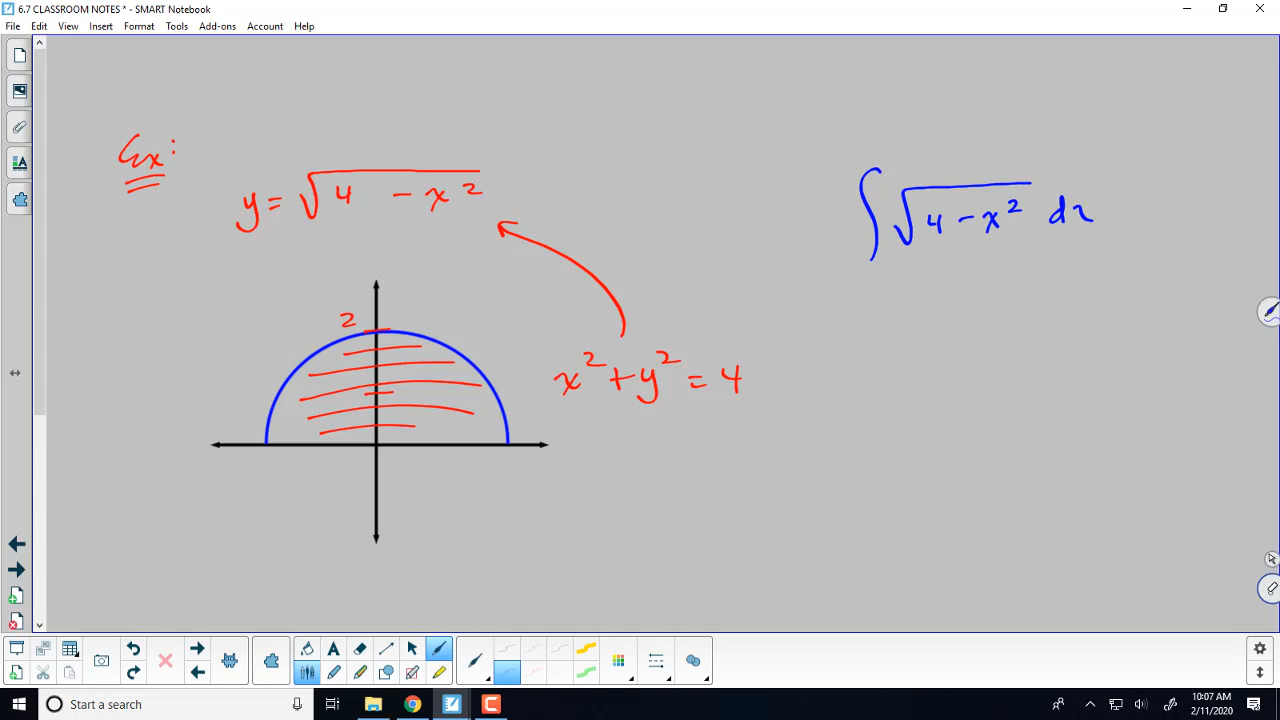 6.7 CLASSROOM NOTES * - SMART Notebook
File Edit View Insert Format Tools Add-ons Account Help
Ex:
y = √(4 - x²)
∫ √(4 - x²) dx
2
x² + y² = 4
A
Start a search
10:07 AM
2/11/2020